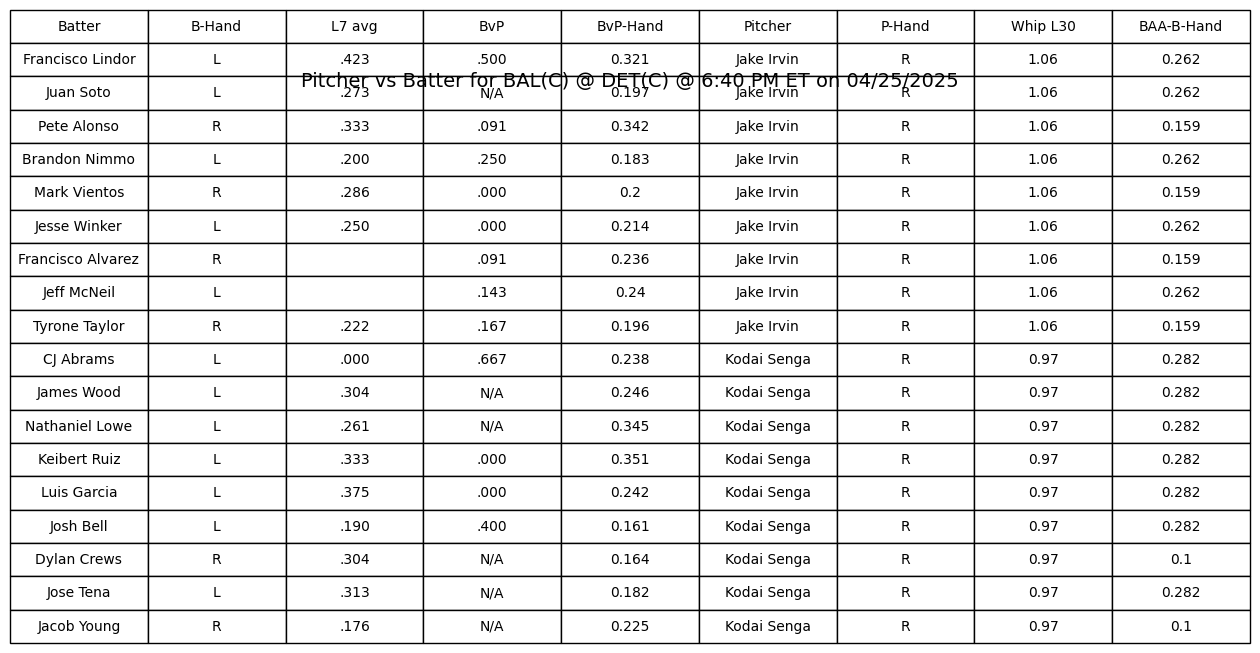 Batter B-Hand L7 avg BvP BvP-Hand Pitcher P-Hand Whip L30 BAA-B-Hand
Francisco Lindor L .423 .500 0.321 Jake Irvin R 1.06 0.262
Pitcher vs Batter for BAL(C) @ DET(C) @ 6:40 PM ET on 04/25/2025
Juan Soto L .273 N/A 0.197 Jake Irvin R 1.06 0.262
Pete Alonso R .333 .091 0.342 Jake Irvin R 1.06 0.159
Brandon Nimmo L .200 .250 0.183 Jake Irvin R 1.06 0.262
Mark Vientos R .286 .000 0.2 Jake Irvin R 1.06 0.159
Jesse Winker L .250 .000 0.214 Jake Irvin R 1.06 0.262
Francisco Alvarez R .091 0.236 Jake Irvin R 1.06 0.159
Jeff McNeil L .143 0.24 Jake Irvin R 1.06 0.262
Tyrone Taylor R .222 .167 0.196 Jake Irvin R 1.06 0.159
CJ Abrams L .000 .667 0.238 Kodai Senga R 0.97 0.282
James Wood L .304 N/A 0.246 Kodai Senga R 0.97 0.282
Nathaniel Lowe L .261 N/A 0.345 Kodai Senga R 0.97 0.282
Keibert Ruiz L .333 .000 0.351 Kodai Senga R 0.97 0.282
Luis Garcia L .375 .000 0.242 Kodai Senga R 0.97 0.282
Josh Bell L .190 .400 0.161 Kodai Senga R 0.97 0.282
Dylan Crews R .304 N/A 0.164 Kodai Senga R 0.97 0.1
Jose Tena L .313 N/A 0.182 Kodai Senga R 0.97 0.282
Jacob Young R .176 N/A 0.225 Kodai Senga R 0.97 0.1